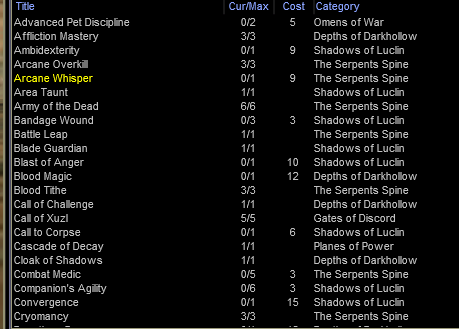 Title Cur/Max Cost Category
Advanced Pet Discipline 0/2 5 Omens of War
Affliction Mastery 3/3 Depths of Darkhollow
Ambidexterity 0/1 9 Shadows of Luclin
Arcane Overkill 3/3 The Serpents Spine
Arcane Whisper 0/1 9 The Serpents Spine
Area Taunt 1/1 Shadows of Luclin
Army of the Dead 6/6 The Serpents Spine
Bandage Wound 0/3 3 Shadows of Luclin
Battle Leap 1/1 The Serpents Spine
Blade Guardian 1/1 Shadows of Luclin
Blast of Anger 0/1 10 Shadows of Luclin
Blood Magic 0/1 12 Depths of Darkhollow
Blood Tithe 3/3 The Serpents Spine
Call of Challenge 1/1 Depths of Darkhollow
Call of Xuzl 5/5 Gates of Discord
Call to Corpse 0/1 6 Shadows of Luclin
Cascade of Decay 1/1 Planes of Power
Cloak of Shadows 1/1 Depths of Darkhollow
Combat Medic 0/5 3 The Serpents Spine
Companion's Agility 0/6 3 Shadows of Luclin
Convergence 0/1 15 Shadows of Luclin
Cryomancy 3/3 The Serpents Spine